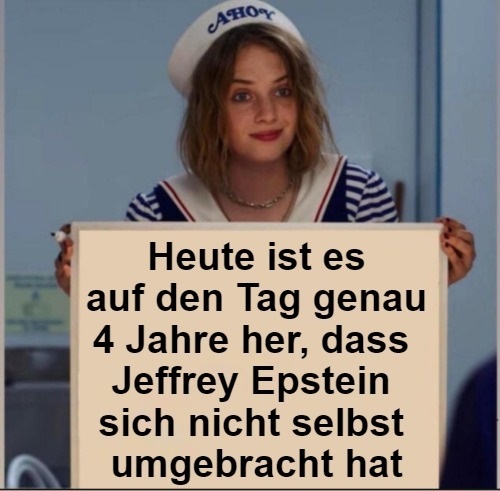 AHOY
Heute ist es
auf den Tag genau
4 Jahre her, dass
Jeffrey Epstein
sich nicht selbst
umgebracht hat